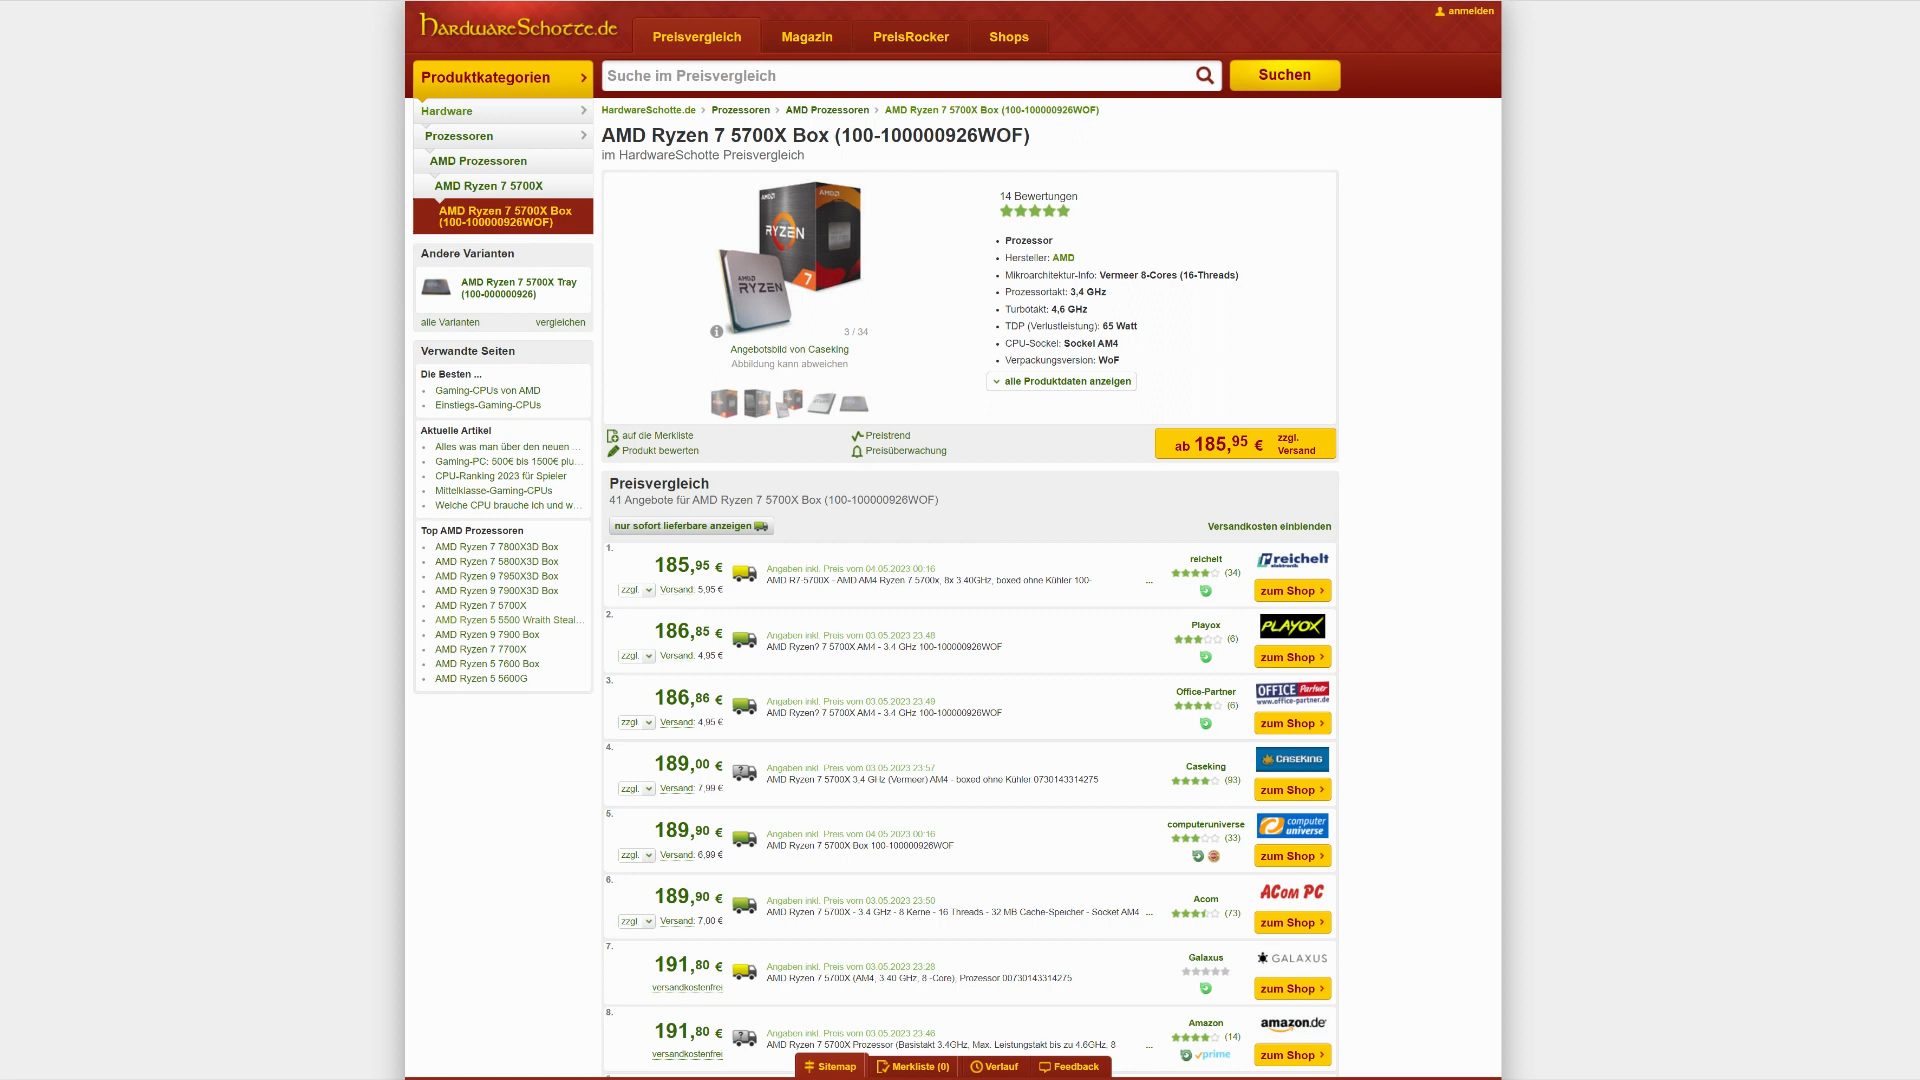 HardwareSchotte.de
Preisvergleich
Magazin
PreisRocker
Shops
anmelden
Produktkategorien
Suche im Preisvergleich
Suchen
Hardware
Prozessoren
AMD Prozessoren
AMD Ryzen 7 5700X
AMD Ryzen 7 5700X Box
(100-100000926WOF)
Andere Varianten
AMD Ryzen 7 5700X Tray
(100-000000926)
alle Varianten vergleichen
Verwandte Seiten
Die Besten ...
Gaming-CPUs von AMD
Einstiegs-Gaming-CPUs
Aktuelle Artikel
Alles was man über den neuen ...
Gaming-PC: 500€ bis 1500€ plu...
CPU-Ranking 2023 für Spieler
Mittelklasse-Gaming-CPUs
Welche CPU brauche ich und w...
Top AMD Prozessoren
AMD Ryzen 7 7800X3D Box
AMD Ryzen 7 5800X3D Box
AMD Ryzen 9 7950X3D Box
AMD Ryzen 9 7900X3D Box
AMD Ryzen 7 5700X
AMD Ryzen 5 5500 Wraith Steal...
AMD Ryzen 9 7900 Box
AMD Ryzen 7 7700X
AMD Ryzen 5 7600 Box
AMD Ryzen 5 5600G
HardwareSchotte.de > Prozessoren > AMD Prozessoren > AMD Ryzen 7 5700X Box (100-100000926WOF)
AMD Ryzen 7 5700X Box (100-100000926WOF)
im HardwareSchotte Preisvergleich
AMD
AMD
RYZEN
7
AMD
RYZEN
3 / 34
Angebotsbild von Caseking
Abbildung kann abweichen
14 Bewertungen
Prozessor
Hersteller: AMD
Mikroarchitektur-Info: Vermeer 8-Cores (16-Threads)
Prozessortakt: 3,4 GHz
Turbotakt: 4,6 GHz
TDP (Verlustleistung): 65 Watt
CPU-Sockel: Sockel AM4
Verpackungsversion: WoF
alle Produktdaten anzeigen
auf die Merkliste
Produkt bewerten
Preistrend
Preisüberwachung
ab 185,95 € zzgl. Versand
Preisvergleich
41 Angebote für AMD Ryzen 7 5700X Box (100-100000926WOF)
nur sofort lieferbare anzeigen
Versandkosten einblenden
1.
185,95 €
zzgl. Versand: 5,95 €
Angaben inkl. Preis vom 04.05.2023 00:16
AMD R7-5700X - AMD AM4 Ryzen 7 5700x, 8x 3.40GHz, boxed ohne Kühler 100- ...
reichelt
(34)
reichelt
elektronik
zum Shop
2.
186,85 €
zzgl. Versand: 4,95 €
Angaben inkl. Preis vom 03.05.2023 23:48
AMD Ryzen? 7 5700X AM4 - 3.4 GHz 100-100000926WOF
Playox
(6)
PLAYOX
zum Shop
3.
186,86 €
zzgl. Versand: 4,95 €
Angaben inkl. Preis vom 03.05.2023 23:49
AMD Ryzen? 7 5700X AM4 - 3.4 GHz 100-100000926WOF
Office-Partner
(6)
OFFICE Partner
www.office-partner.de
zum Shop
4.
189,00 €
zzgl. Versand: 7,99 €
Angaben inkl. Preis vom 03.05.2023 23:57
AMD Ryzen 7 5700X 3.4 GHz (Vermeer) AM4 - boxed ohne Kühler 0730143314275
Caseking
(93)
CASEKING
zum Shop
5.
189,90 €
zzgl. Versand: 6,99 €
Angaben inkl. Preis vom 04.05.2023 00:16
AMD Ryzen 7 5700X Box 100-100000926WOF
computeruniverse
(33)
computer
universe
zum Shop
6.
189,90 €
zzgl. Versand: 7,00 €
Angaben inkl. Preis vom 03.05.2023 23:50
AMD Ryzen 7 5700X - 3.4 GHz - 8 Kerne - 16 Threads - 32 MB Cache-Speicher - Socket AM4 ...
Acom
(73)
ACOM PC
zum Shop
7.
191,80 €
versandkostenfrei
Angaben inkl. Preis vom 03.05.2023 23:28
AMD Ryzen 7 5700X (AM4, 3.40 GHz, 8 -Core), Prozessor 00730143314275
Galaxus
GALAXUS
zum Shop
8.
191,80 €
versandkostenfrei
Angaben inkl. Preis vom 03.05.2023 23:46
AMD Ryzen 7 5700X Prozessor (Basistakt 3.4GHz, Max. Leistungstakt bis zu 4.6GHz, 8 ...
Amazon
(14)
prime
amazon.de
zum Shop
Sitemap
Merkliste (0)
Verlauf
Feedback